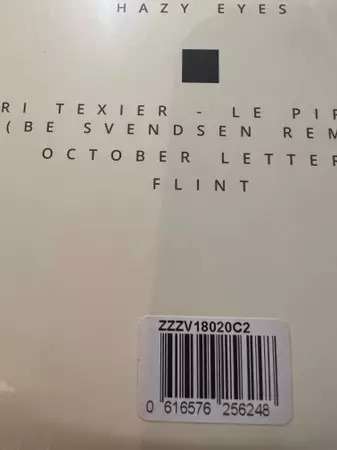 HAZY EYES
RI TEXIER - LE PI
(BE SVENDSEN REM
OCTOBER LETTER
FLINT
ZZZV18020C2
0 616576 256248